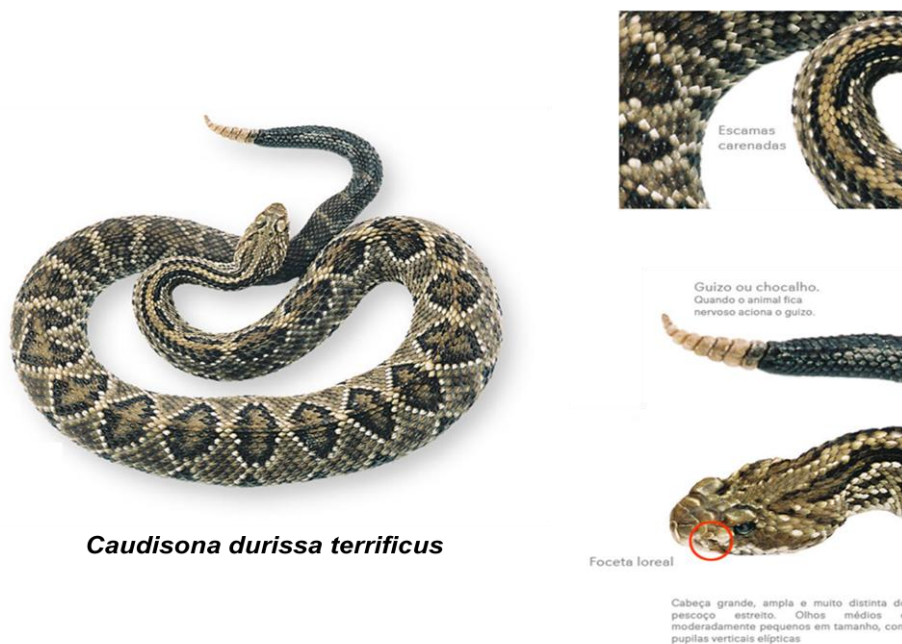 Escamas
carenadas
Guizo ou chocalho.
Quando o animal fica
nervoso aciona o guizo.
Caudisona durissa terrificus
Foceta loreal
Cabeça grande, ampla e muito distinta do
pescoço estreito. Olhos médios
moderadamente pequenos em tamanho, com
pupilas verticais elípticas